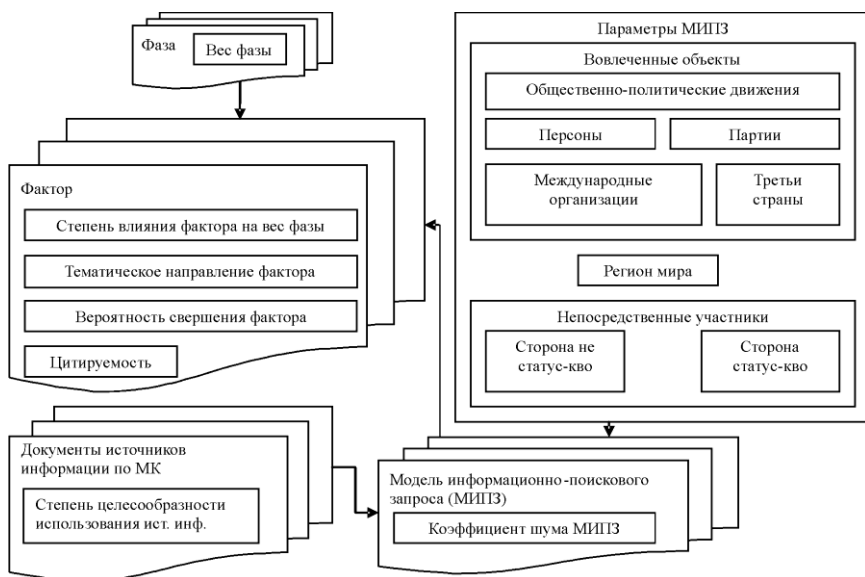 Фаза
Вес фазы
Фактор
Степень влияния фактора на вес фазы
Тематическое направление фактора
Вероятность свершения фактора
Цитируемость
Документы источников
информации по МК
Степень целесообразности
использования ист. инф.
Параметры МИПЗ
Вовлеченные объекты
Общественно-политические движения
Персоны
Партии
Международные
организации
Третьи
страны
Регион мира
Непосредственные участники
Сторона не
статус-кво
Сторона
статус-кво
Модель информационно-поискового
запроса (МИПЗ)
Коэффициент шума МИПЗ